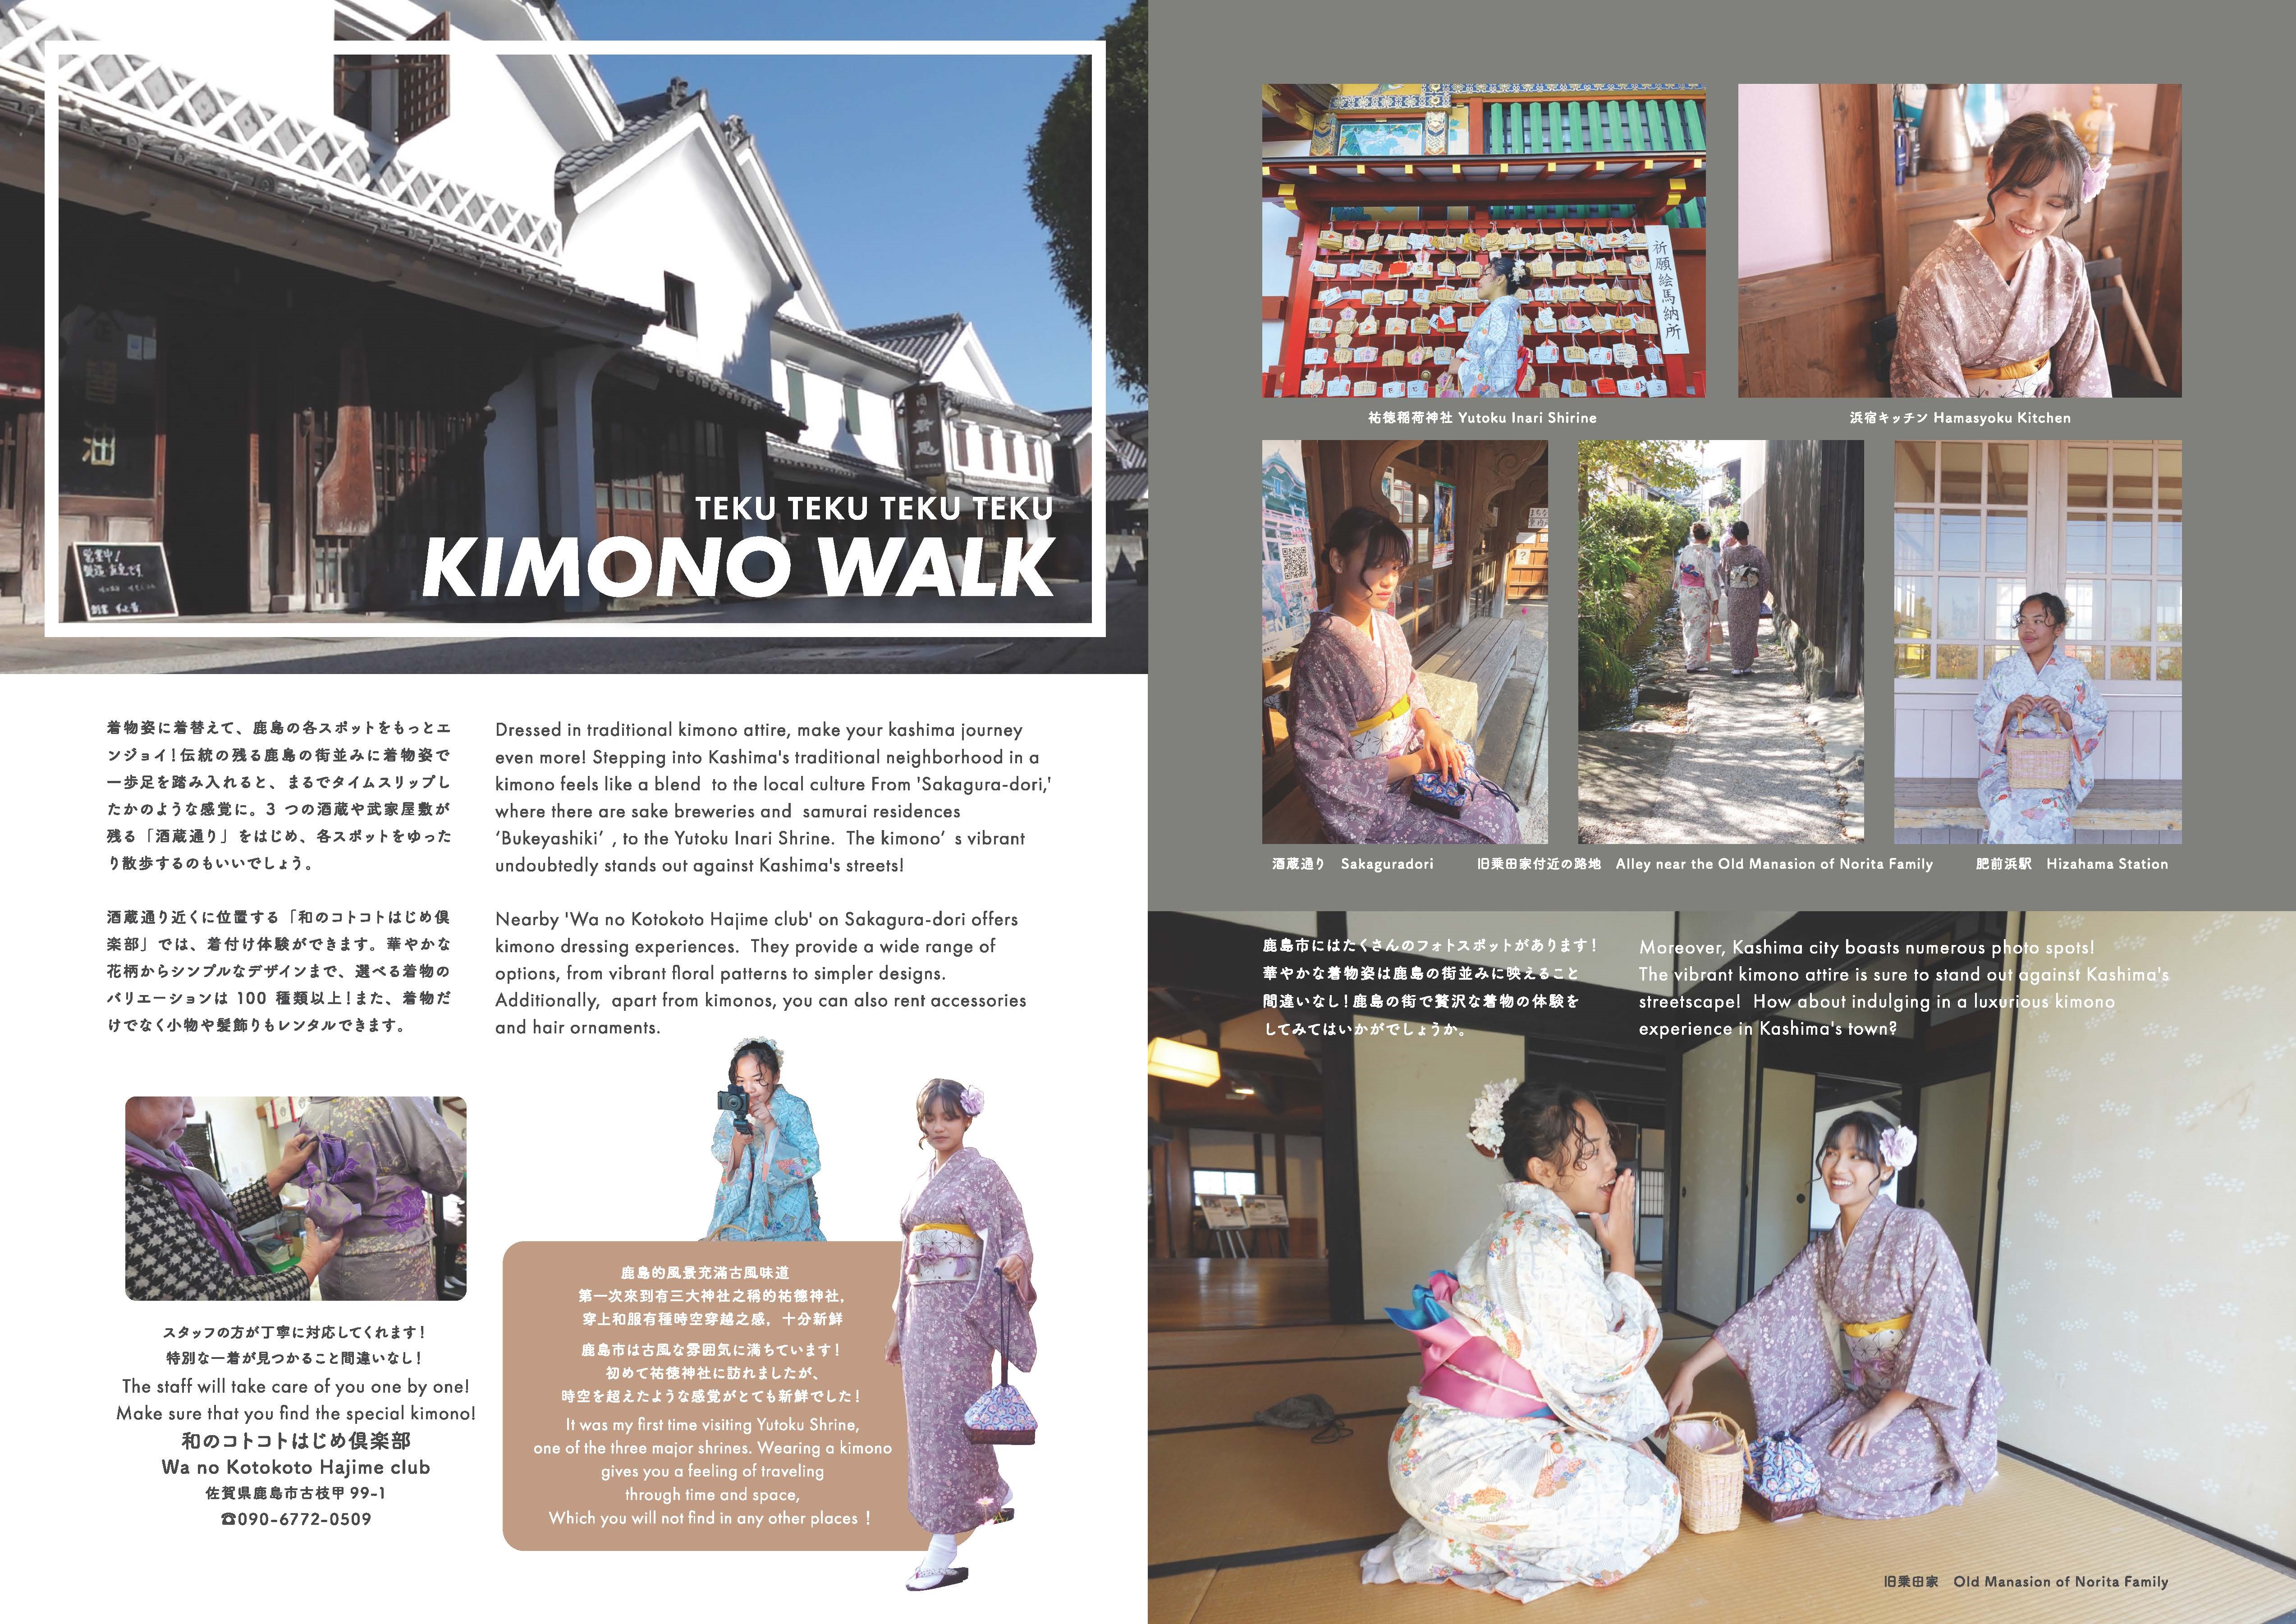 TEKU TEKU TEKU TEKU
KIMONO WALK
着物姿に着替えて、鹿島の各スポットをもっとエ
ンジョイ!伝統の残る鹿島の街並みに着物姿で
一歩足を踏み入れると、まるでタイムスリップし
たかのような感覚に。3 つの酒蔵や武家屋敷が
残る「酒蔵通り」をはじめ、各スポットをゆった
り散歩するのもいいでしょう。
酒蔵通り近くに位置する「和のコトコトはじめ倶
楽部」では、着付け体験ができます。華やかな
花柄からシンプルなデザインまで、選べる着物の
バリエーションは 100 種類以上!また、着物だ
けでなく小物や髪飾りもレンタルできます。
Dressed in traditional kimono attire, make your kashima journey
even more! Stepping into Kashima's traditional neighborhood in a
kimono feels like a blend to the local culture From 'Sakagura-dori,'
where there are sake breweries and samurai residences
‘Bukeyashiki’ , to the Yutoku Inari Shrine. The kimono’ s vibrant
undoubtedly stands out against Kashima's streets!
Nearby 'Wa no Kotokoto Hajime club' on Sakagura-dori offers
kimono dressing experiences. They provide a wide range of
options, from vibrant floral patterns to simpler designs.
Additionally, apart from kimonos, you can also rent accessories
and hair ornaments.
スタッフの方が丁寧に対応してくれます!
特別な一着が見つかること間違いなし!
The staff will take care of you one by one!
Make sure that you find the special kimono!
和のコトコトはじめ倶楽部
Wa no Kotokoto Hajime club
佐賀県鹿島市古枝甲 99-1
☎090-6772-0509
鹿島的風景充滿古風味道
第一次來到有三大神社之稱的祐德神社,
穿上和服有種時空穿越之感, 十分新鮮
鹿島市は古風な雰囲気に満ちています!
初めて祐徳神社に訪れましたが、
時空を超えたような感覚がとても新鮮でした!
It was my first time visiting Yutoku Shrine,
one of the three major shrines. Wearing a kimono
gives you a feeling of traveling
through time and space,
Which you will not find in any other places !
祈願絵馬納所
祐徳稲荷神社 Yutoku Inari Shirine
浜宿キッチン Hamasyoku Kitchen
酒蔵通り Sakaguradori
旧乗田家付近の路地 Alley near the Old Manasion of Norita Family
肥前浜駅 Hizahama Station
鹿島市にはたくさんのフォトスポットがあります!
華やかな着物姿は鹿島の街並みに映えること
間違いなし!鹿島の街で贅沢な着物の体験を
してみてはいかがでしょうか。
Moreover, Kashima city boasts numerous photo spots!
The vibrant kimono attire is sure to stand out against Kashima's
streetscape! How about indulging in a luxurious kimono
experience in Kashima's town?
旧乗田家 Old Manasion of Norita Family